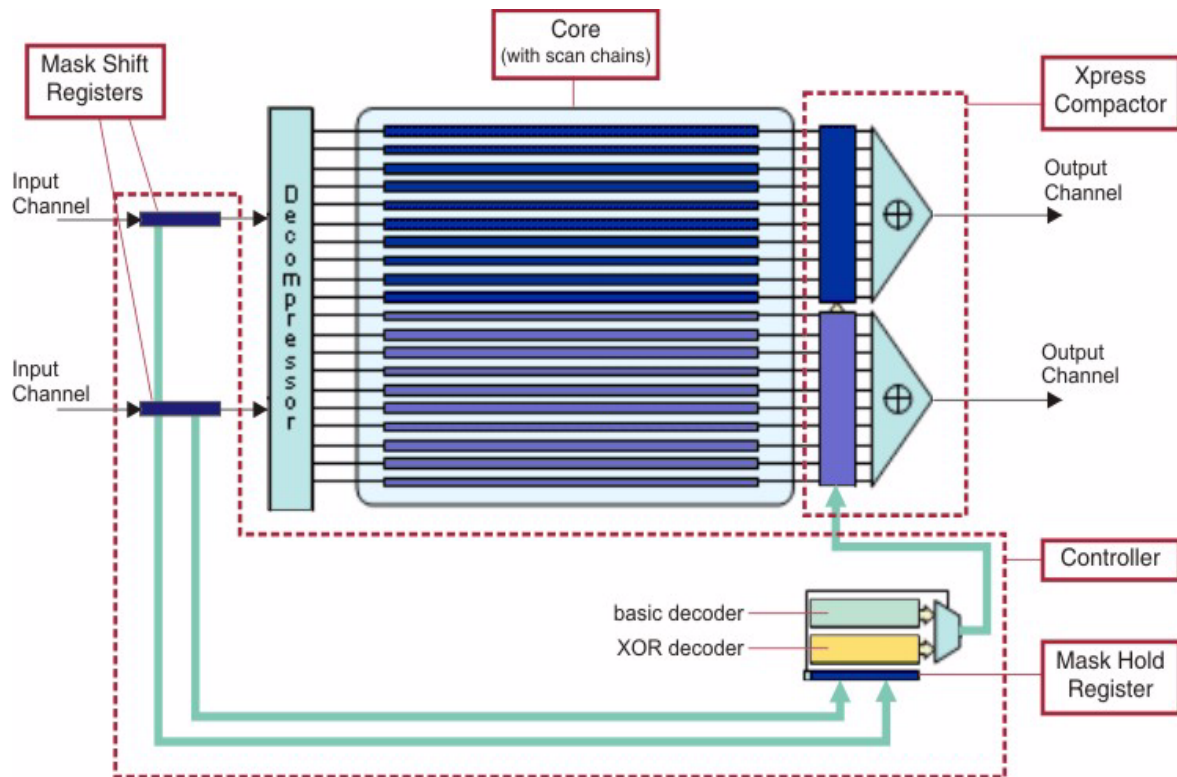 Core
(with scan chains)
Mask Shift
Registers
Xpress
Compactor
Input
Channel
Decompressor
Output
Channel
Input
Channel
Output
Channel
Controller
basic decoder
XOR decoder
Mask Hold
Register